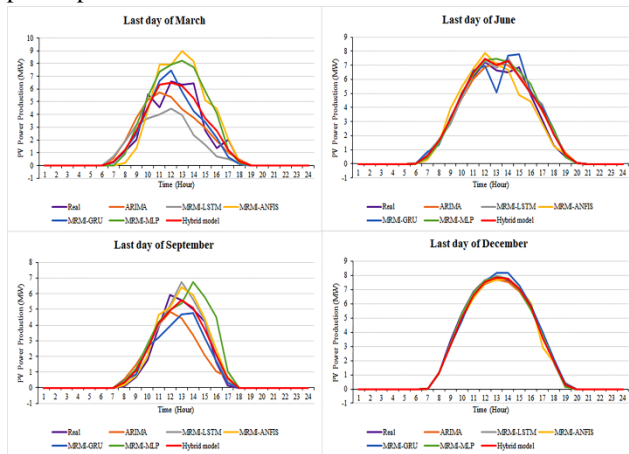 Last day of March
PV Power Production (MW)
10
9
8
7
6
5
4
3
2
1
0
-1
1 2 3 4 5 6 7 8 9 10 11 12 13 14 15 16 17 18 19 20 21 22 23 24
Time (Hour)
Real ARIMA MRMI-LSTM MRMI-ANFIS
MRMI-GRU MRMI-MLP Hybrid model
Last day of June
PV Power Production (MW)
9
8
7
6
5
4
3
2
1
0
-1
1 2 3 4 5 6 7 8 9 10 11 12 13 14 15 16 17 18 19 20 21 22 23 24
Time (Hour)
Real ARIMA MRMI-LSTM MRMI-ANFIS
MRMI-GRU MRMI-MLP Hybrid model
Last day of September
PV Power Production (MW)
8
7
6
5
4
3
2
1
0
-1
1 2 3 4 5 6 7 8 9 10 11 12 13 14 15 16 17 18 19 20 21 22 23 24
Time (Hour)
Real ARIMA MRMI-LSTM MRMI-ANFIS
MRMI-GRU MRMI-MLP Hybrid model
Last day of December
PV Power Production (MW)
9
8
7
6
5
4
3
2
1
0
-1
1 2 3 4 5 6 7 8 9 10 11 12 13 14 15 16 17 18 19 20 21 22 23 24
Time (Hour)
Real ARIMA MRMI-LSTM MRMI-ANFIS
MRMI-GRU MRMI-MLP Hybrid model